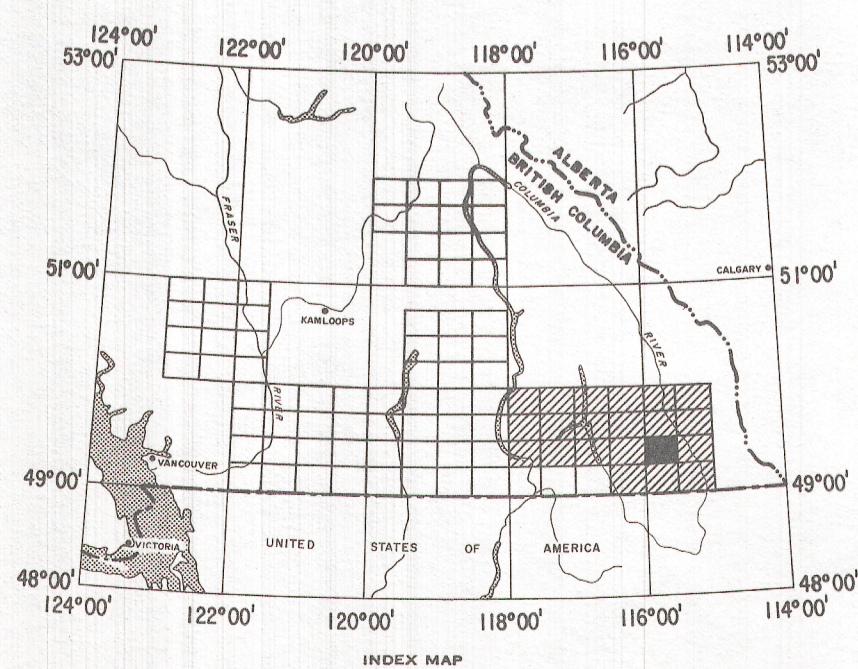 124°00' 122°00' 120°00' 118°00' 116°00' 114°00'
53°00' 53°00'
ALBERTA
BRITISH COLUMBIA
COLUMBIA
FRASER
51°00' CALGARY 51°00'
KAMLOOPS
RIVER
RIVER
VANCOUVER
49°00' 49°00'
VICTORIA UNITED STATES OF AMERICA
48°00' 48°00'
124°00' 122°00' 120°00' 118°00' 116°00' 114°00'
INDEX MAP